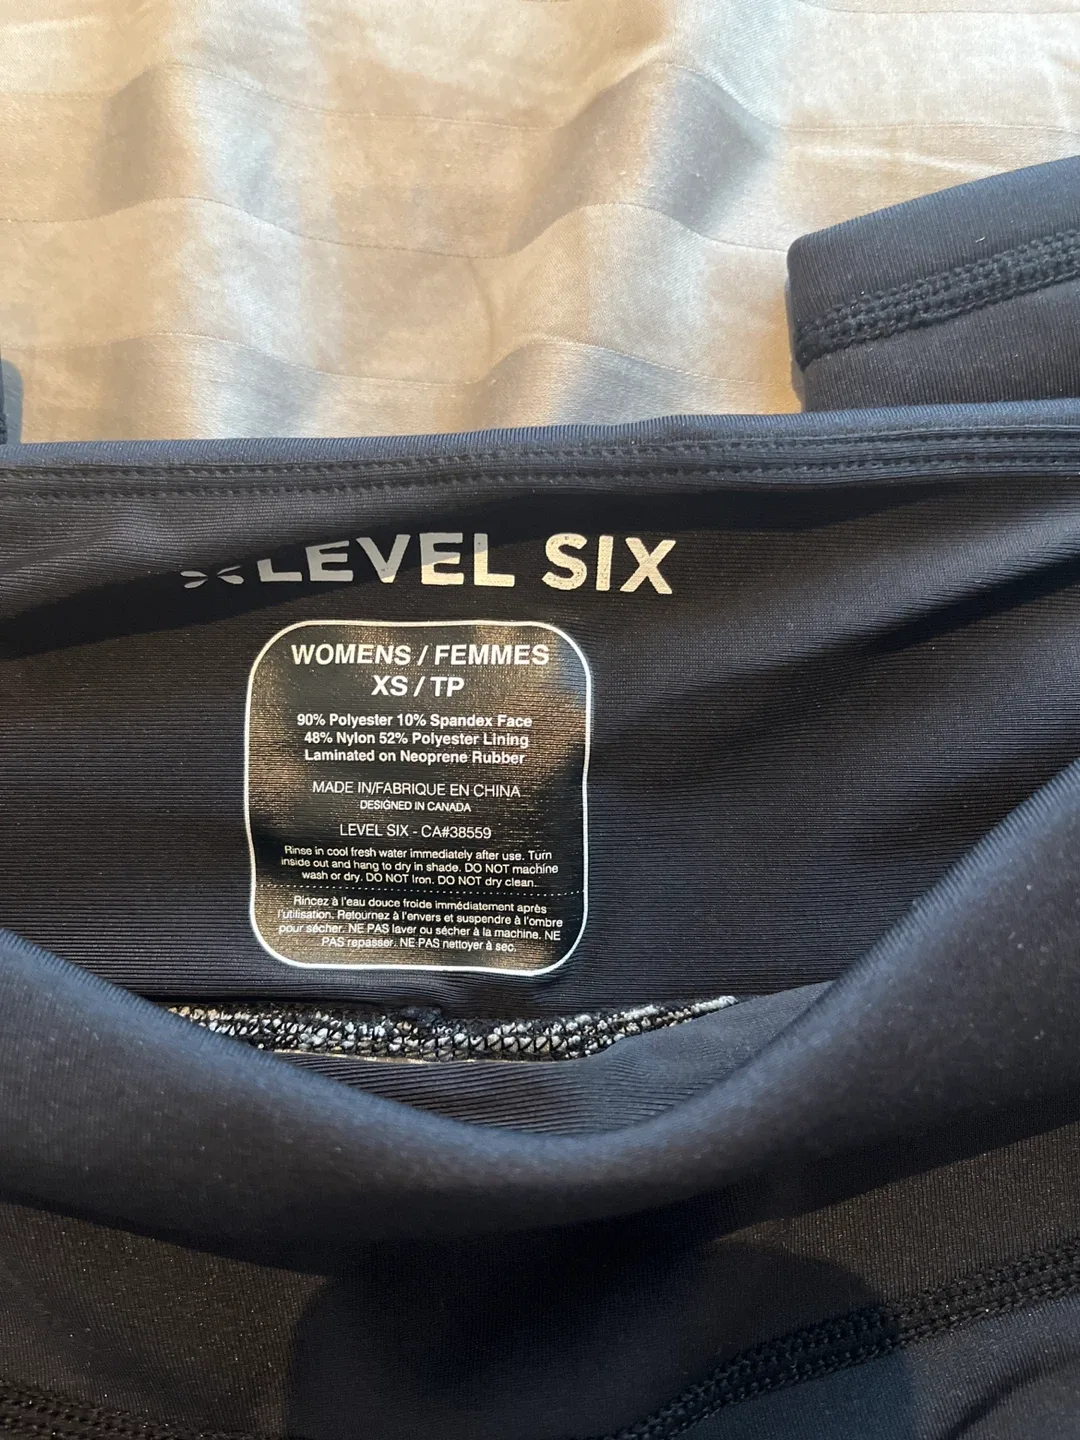 LEVEL SIX
WOMENS / FEMMES
XS / TP
90% Polyester 10% Spandex Face
48% Nylon 52% Polyester Lining
Laminated on Neoprene Rubber
MADE IN/FABRIQUE EN CHINA
DESIGNED IN CANADA
LEVEL SIX - CA#38559
Rinse in cool fresh water immediately after use. Turn
inside out and hang to dry in shade. DO NOT machine
wash or dry. DO NOT Iron. DO NOT dry clean.
Rincez à l'eau douce froide immédiatement après
l'utilisation. Retournez à l'envers et suspendre à l'ombre
pour sécher. NE PAS laver ou sécher à la machine. NE
PAS repasser. NE PAS nettoyer à sec.